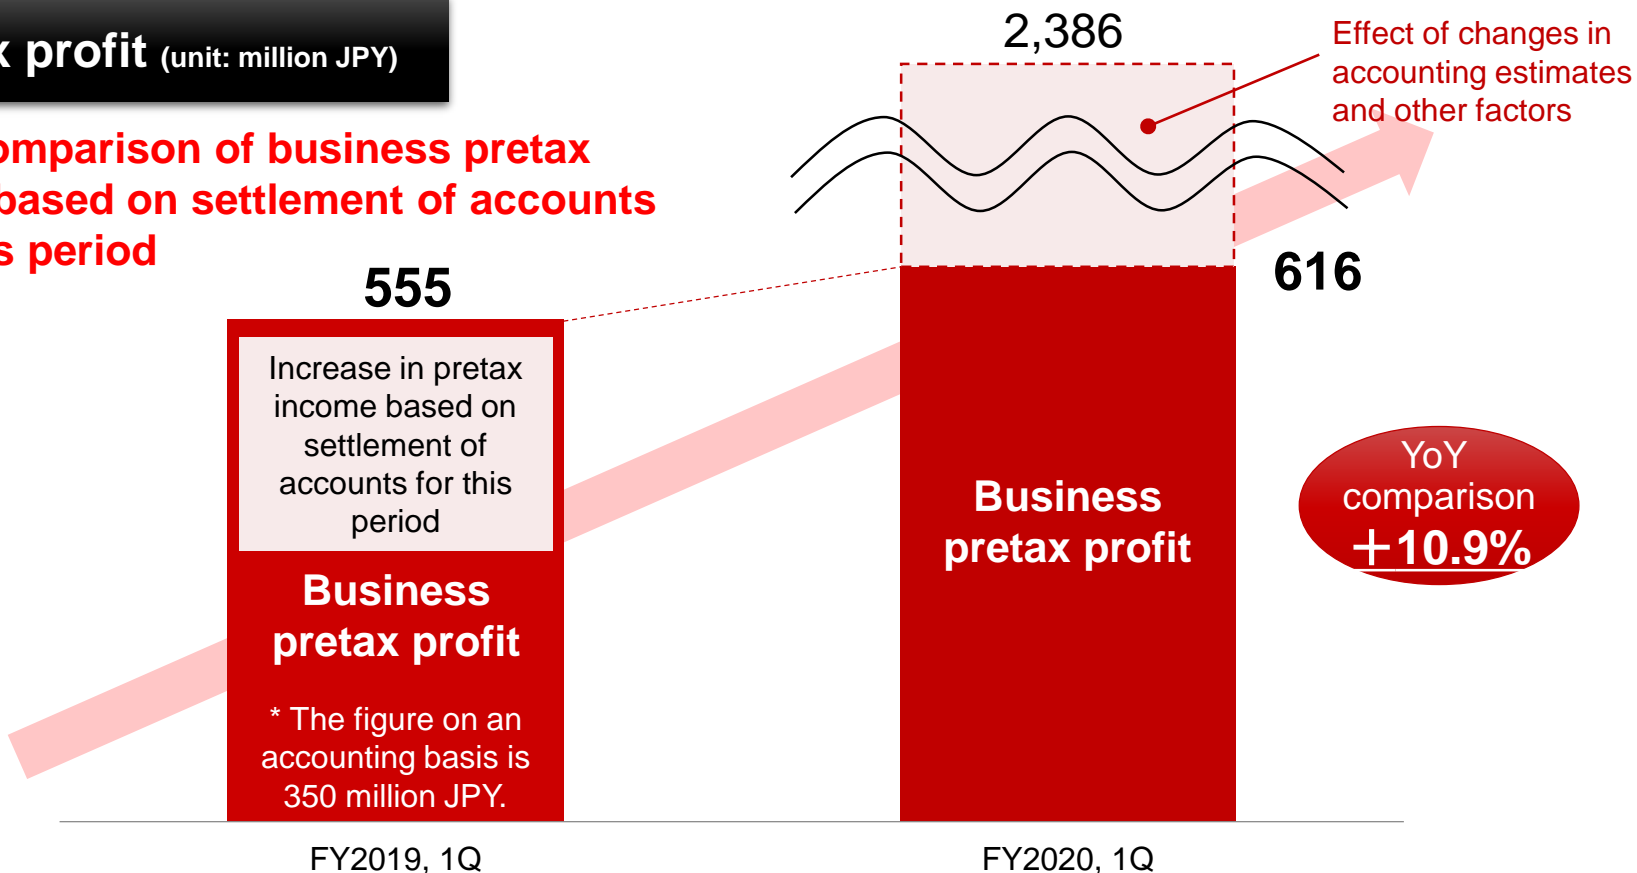 profit (unit: million JPY)
comparison of business pretax
based on settlement of accounts
period
2,386
Effect of changes in
accounting estimates
and other factors
555
616
Increase in pretax
income based on
settlement of
accounts for this
period
Business
pretax profit
* The figure on an
accounting basis is
350 million JPY.
Business
pretax profit
YoY
comparison
+10.9%
FY2019, 1Q
FY2020, 1Q